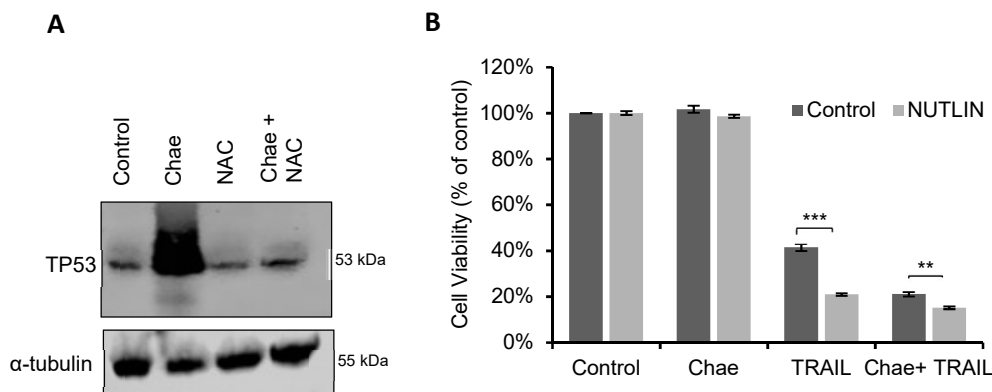 A
Control
Chae
NAC
Chae +
NAC
TP53
53 kDa
α-tubulin
55 kDa
B
Cell Viability (% of control)
120%
100%
80%
60%
40%
20%
0%
Control
NUTLIN
***
**
Control
Chae
TRAIL
Chae+ TRAIL